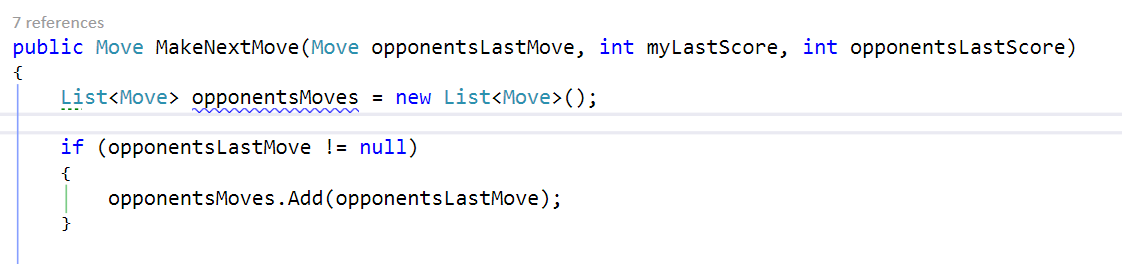 7 references
public Move MakeNextMove(Move opponentsLastMove, int myLastScore, int opponentsLastScore)
{
    List<Move> opponentsMoves = new List<Move>();
    if (opponentsLastMove != null)
    {
        opponentsMoves.Add(opponentsLastMove);
    }